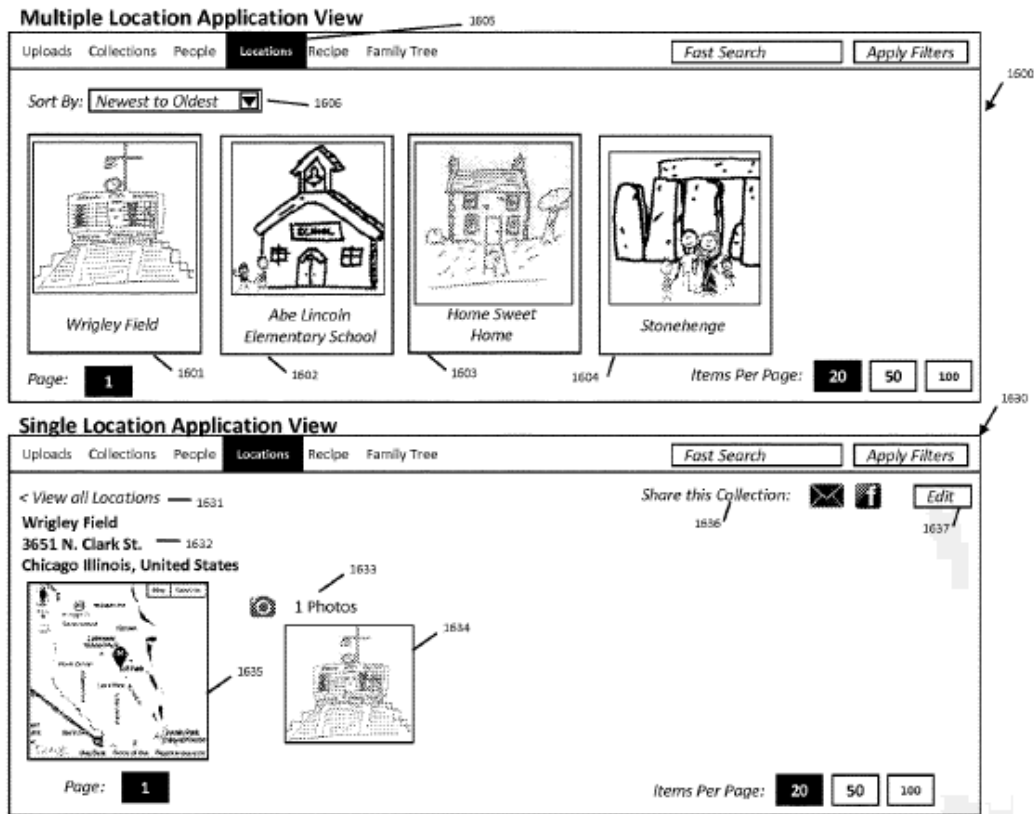 Multiple Location Application View
1605
Uploads Collections People Locations Recipe Family Tree Fast Search Apply Filters
1600
Sort By: Newest to Oldest 1606
SCHOOL
Wrigley Field
Abe Lincoln
Elementary School
Home Sweet
Home
Stonehenge
1601 1602 1603 1604
Page: 1 Items Per Page: 20 50 100
1630
Single Location Application View
Uploads Collections People Locations Recipe Family Tree Fast Search Apply Filters
< View all Locations 1631 Share this Collection: f Edit
1636 1637
Wrigley Field
3651 N. Clark St. 1632
Chicago Illinois, United States
1633
1 Photos
1634
1635
Page: 1 Items Per Page: 20 50 100